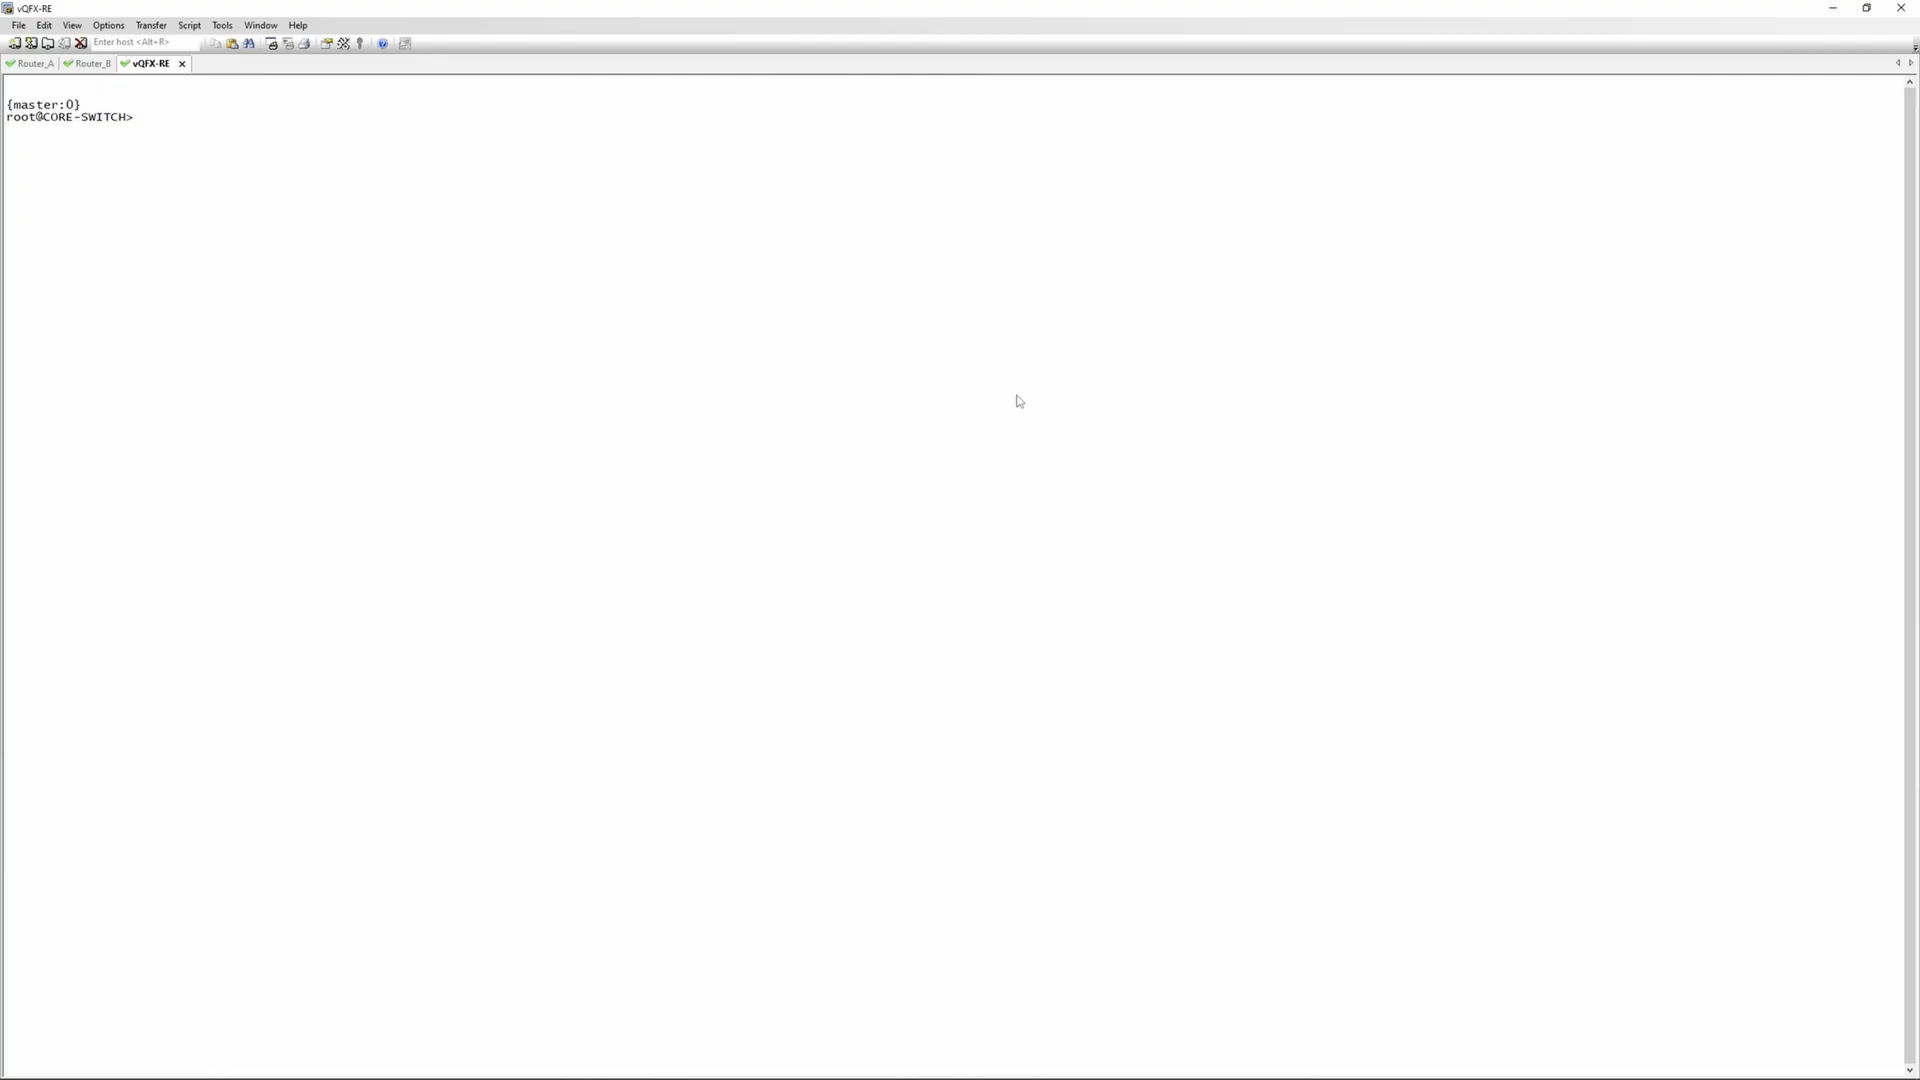 vQFX-RE
File Edit View Options Transfer Script Tools Window Help
Enter host <Alt+R>
Router_A Router_B vQFX-RE
{master:0}
root@CORE-SWITCH>